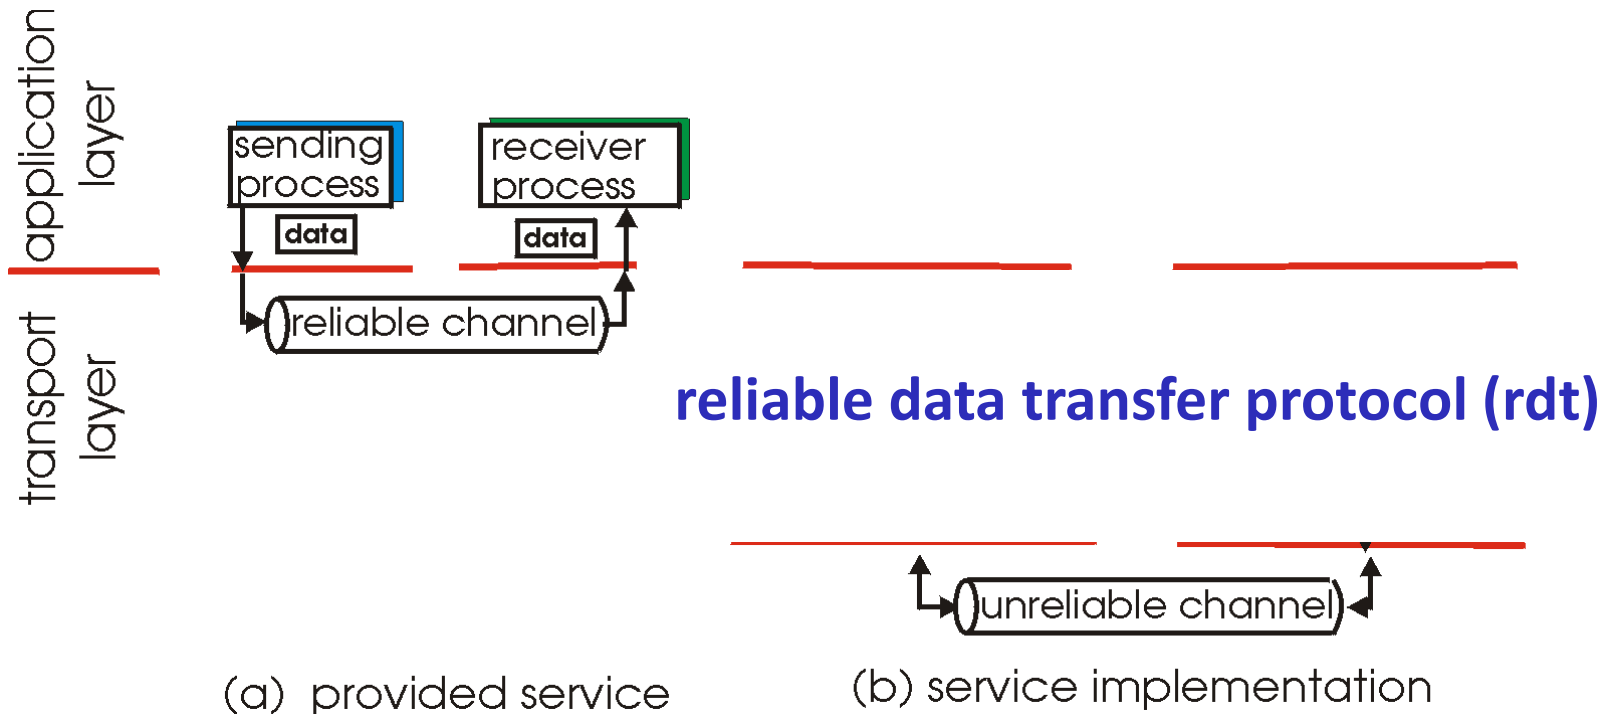 application
layer
transport
layer
sending
process
receiver
process
data
data
reliable channel
reliable data transfer protocol (rdt)
unreliable channel
(a) provided service
(b) service implementation